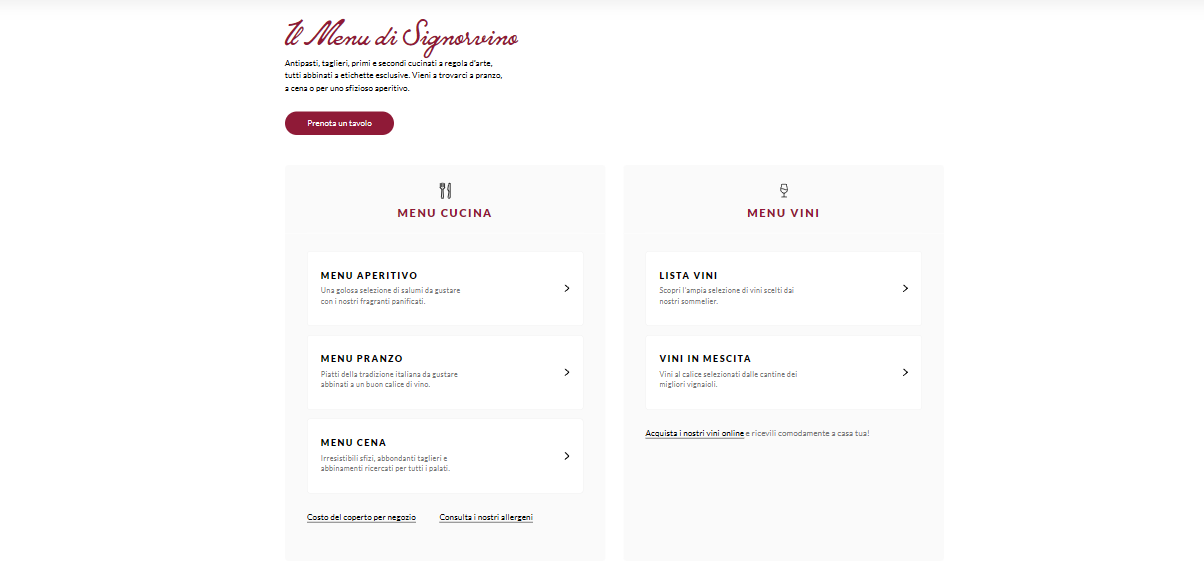 Il Menu di Signorvino
Antipasti, taglieri, primi e secondi cucinati a regola d'arte,
tutti abbinati a etichette esclusive. Vieni a trovarci a pranzo,
a cena o per uno sfizioso aperitivo.
Prenota un tavolo
MENU CUCINA
MENU APERITIVO
Una golosa selezione di salumi da gustare
con i nostri fragranti panificati.
MENU PRANZO
Piatti della tradizione italiana da gustare
abbinati a un buon calice di vino.
MENU CENA
Irresistibili sfizi, abbondanti taglieri e
abbinamenti ricercati per tutti i palati.
Costo del coperto per negozio
Consulta i nostri allergeni
MENU VINI
LISTA VINI
Scopri l'ampia selezione di vini scelti dai
nostri sommelier.
VINI IN MESCITA
Vini al calice selezionati dalle cantine dei
migliori vignaioli.
Acquista i nostri vini online e ricevili comodamente a casa tua!